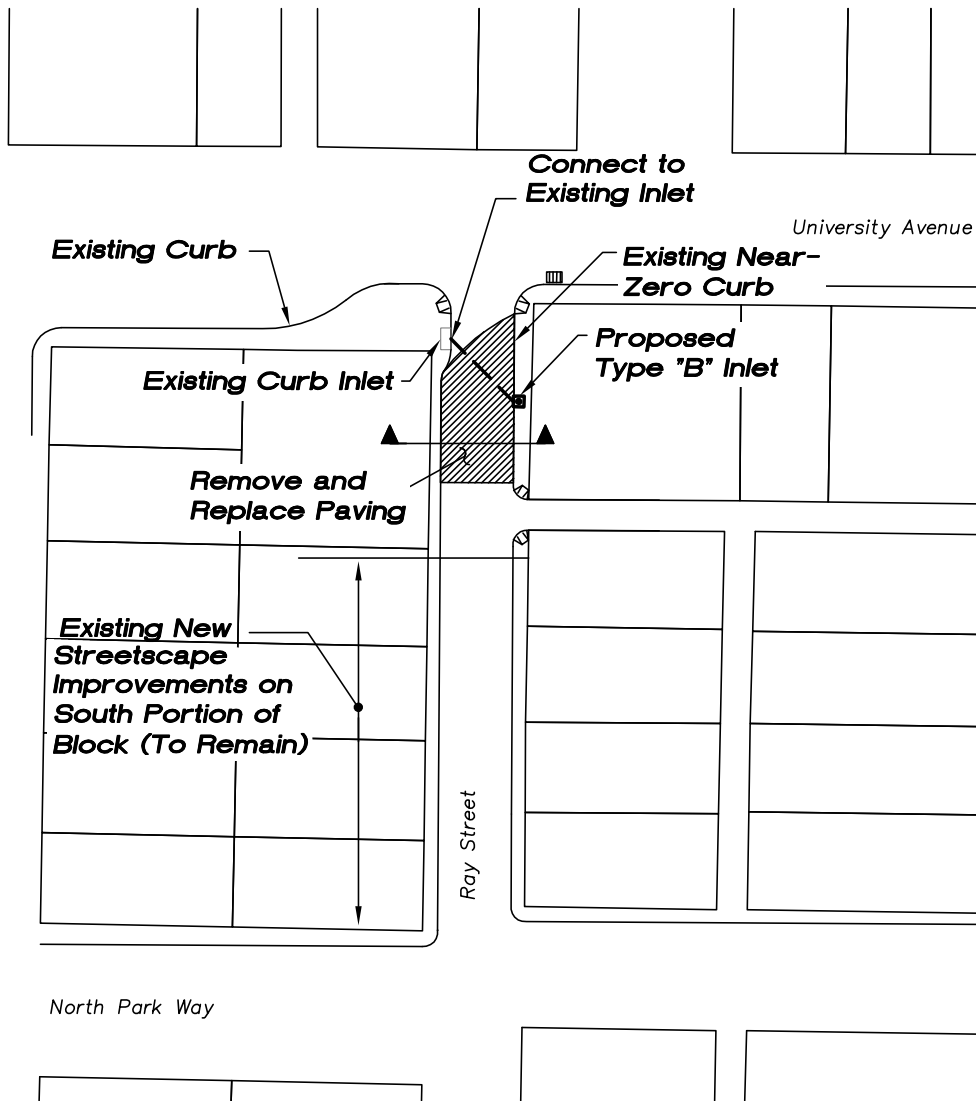 Connect to
Existing Inlet
University Avenue
Existing Curb
Existing Near-
Zero Curb
Proposed
Type "B" Inlet
Existing Curb Inlet
Remove and
Replace Paving
Existing New
Streetscape
Improvements on
South Portion of
Block (To Remain)
Ray Street
North Park Way